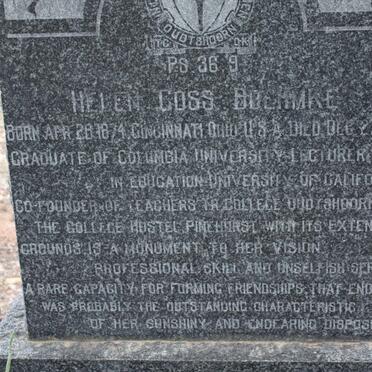 OUDTSHOORN
T.C. O.K.
PS 36 9
HELEN GOSS BOEHMKE
BORN APR. 28 1874. CINCINNATI OHIO U.S.A. DIED DEC. 2
GRADUATE OF COLUMBIA UNIVERSITY - LECTURER
IN EDUCATION UNIVERSITY OF CALIFO
CO-FOUNDER OF TEACHERS TR. COLLEGE OUDTSHOORN
THE COLLEGE HOSTEL PINEHURST WITH ITS EXTEN
GROUNDS IS A MONUMENT TO HER VISION
PROFESSIONAL SKILL AND UNSELFISH SER
A RARE CAPACITY FOR FORMING FRIENDSHIPS, THAT END
WAS PROBABLY THE OUTSTANDING CHARACTERISTIC
OF HER SUNSHINY AND ENDEARING DISPOS